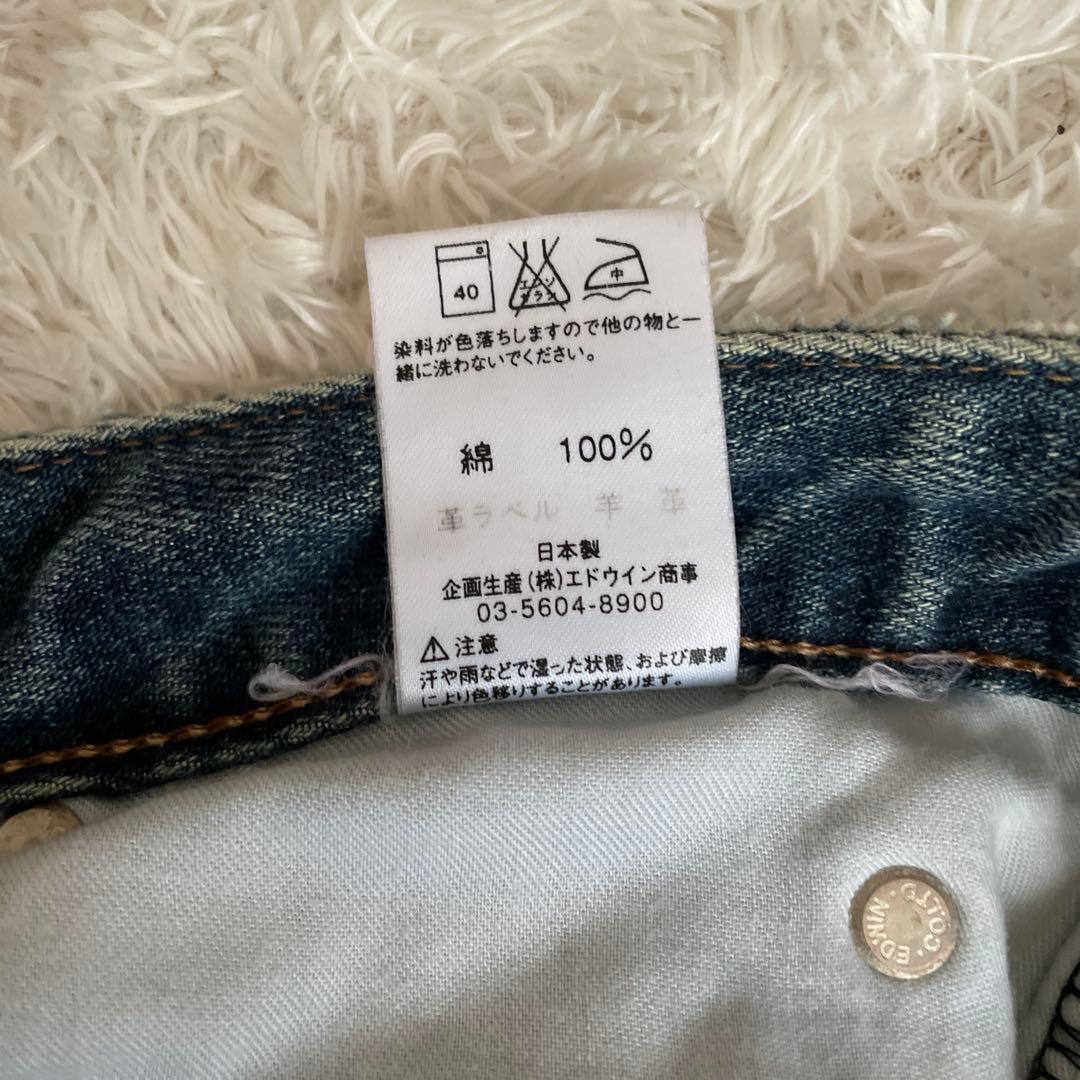 40
エンソ
サラシ
中
染料が色落ちしますので他の物と一
緒に洗わないでください。
綿 100%
革ラベル 羊 革
日本製
企画生産(株)エドウイン商事
03-5604-8900
注意
汗や雨などで湿った状態、および摩擦
により色移りすることがあります。
EDWIN CO.LTD.